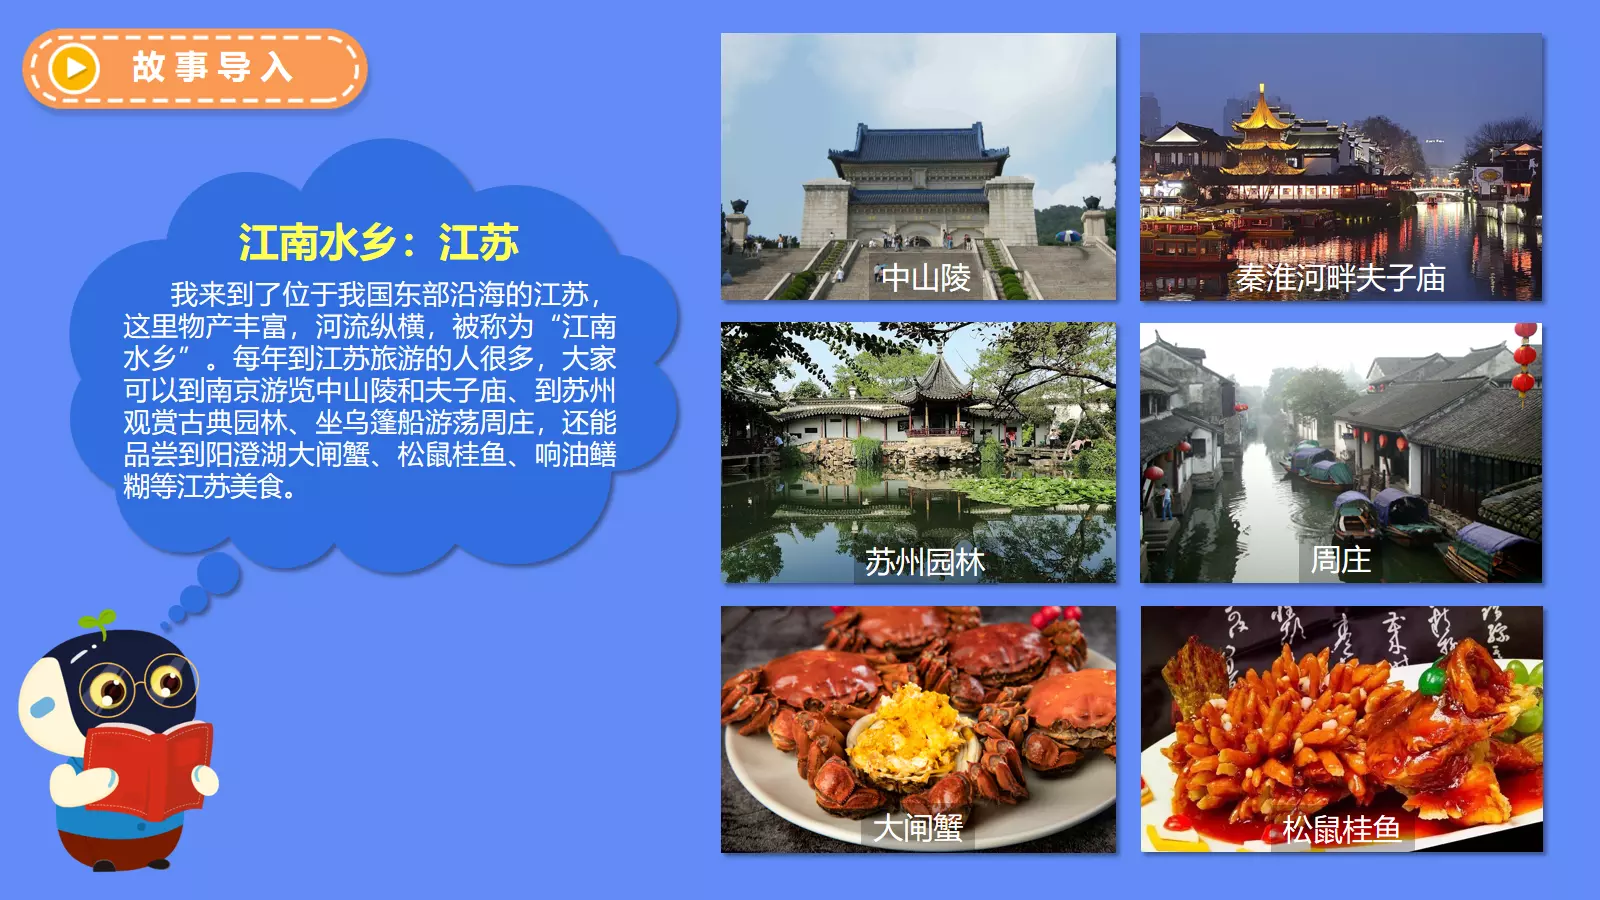 故事导入
江南水乡：江苏
我来到了位于我国东部沿海的江苏，
这里物产丰富，河流纵横，被称为“江南
水乡”。每年到江苏旅游的人很多，大家
可以到南京游览中山陵和夫子庙、到苏州
观赏古典园林、坐乌篷船游荡周庄，还能
品尝到阳澄湖大闸蟹、松鼠桂鱼、响油鳝
糊等江苏美食。
中山陵
秦淮河畔夫子庙
苏州园林
周庄
大闸蟹
松鼠桂鱼